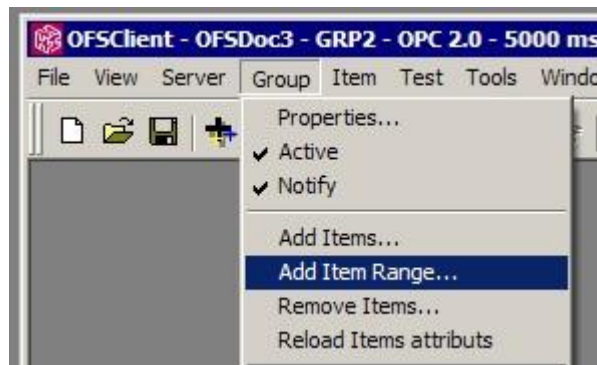 OFSClient - OFSDoc3 - GRP2 - OPC 2.0 - 5000 ms
File View Server Group Item Test Tools
Properties...
Active
Notify
Add Items...
Add Item Range...
Remove Items...
Reload Items attributs